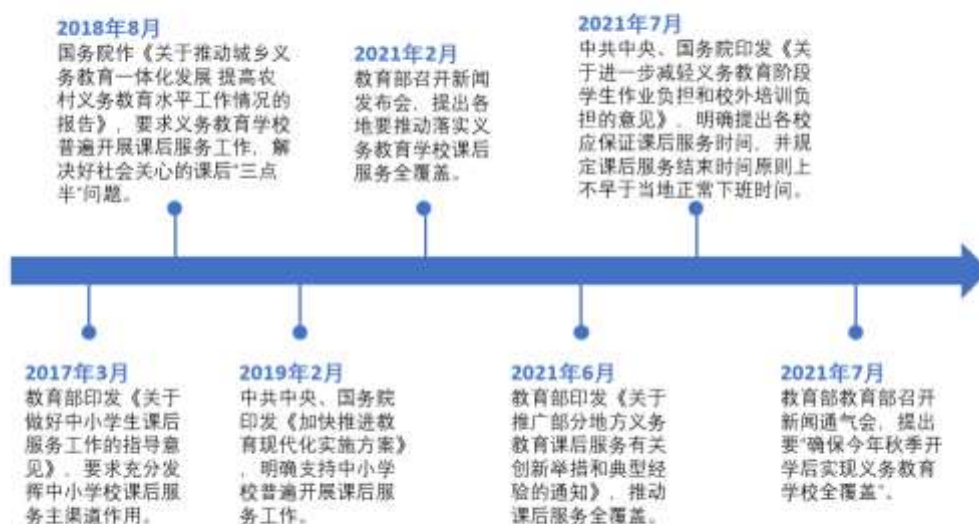 2018年8月
国务院作《关于推动城乡义
务教育一体化发展 提高农
村义务教育水平工作情况的
报告》，要求义务教育学校
普遍开展课后服务工作，解
决好社会关心的课后“三点
半”问题。
2021年2月
教育部召开新闻
发布会，提出各
地要推动落实义
务教育学校课后
服务全覆盖。
2021年7月
中共中央、国务院印发《关
于进一步减轻义务教育阶段
学生作业负担和校外培训负
担的意见》，明确提出各校
应保证课后服务时间，并规
定课后服务结束时间原则上
不早于当地正常下班时间。
2017年3月
教育部印发《关于
做好中小学生课后
服务工作的指导意
见》，要求充分发
挥中小学校课后服
务主渠道作用。
2019年2月
中共中央、国务院
印发《加快推进教
育现代化实施方案》
，明确支持中小学
校普遍开展课后服
务工作。
2021年6月
教育部印发《关于
推广部分地方义务
教育课后服务有关
创新举措和典型经
验的通知》，推动
课后服务全覆盖。
2021年7月
教育部教育部召开
新闻通气会，提出
要“确保今年秋季开
学后实现义务教育
学校全覆盖”。